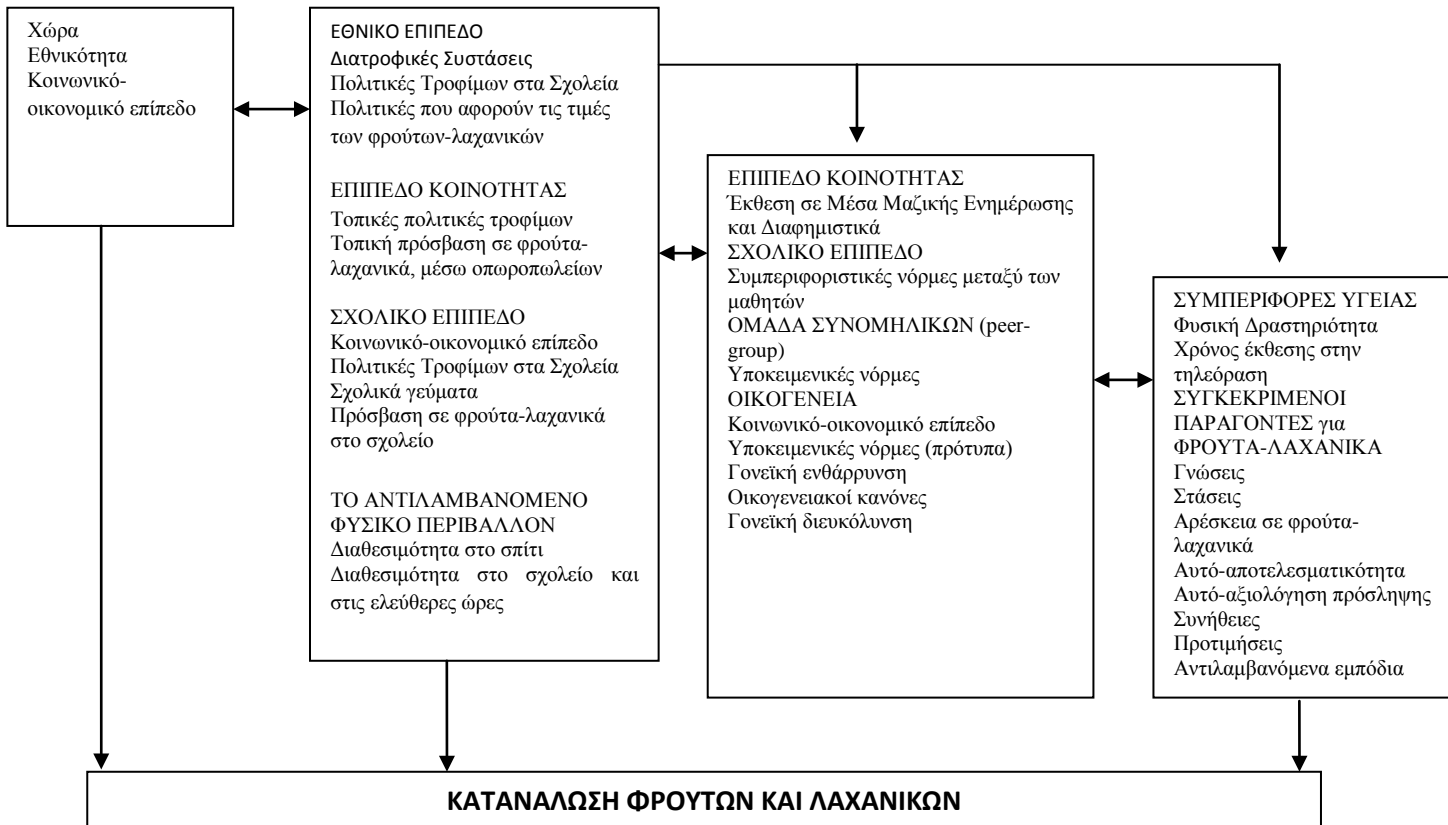 Χώρα
Εθνικότητα
Κοινωνικό-
οικονομικό επίπεδο
ΕΘΝΙΚΟ ΕΠΙΠΕΔΟ
Διατροφικές Συστάσεις
Πολιτικές Τροφίμων στα Σχολεία
Πολιτικές που αφορούν τις τιμές
των φρούτων-λαχανικών
ΕΠΙΠΕΔΟ ΚΟΙΝΟΤΗΤΑΣ
Τοπικές πολιτικές τροφίμων
Τοπική πρόσβαση σε φρούτα-
λαχανικά, μέσω οπωροπωλείων
ΣΧΟΛΙΚΟ ΕΠΙΠΕΔΟ
Κοινωνικό-οικονομικό επίπεδο
Πολιτικές Τροφίμων στα Σχολεία
Σχολικά γεύματα
Πρόσβαση σε φρούτα-λαχανικά
στο σχολείο
ΤΟ ΑΝΤΙΛΑΜΒΑΝΟΜΕΝΟ
ΦΥΣΙΚΟ ΠΕΡΙΒΑΛΛΟΝ
Διαθεσιμότητα στο σπίτι
Διαθεσιμότητα στο σχολείο και
στις ελεύθερες ώρες
ΕΠΙΠΕΔΟ ΚΟΙΝΟΤΗΤΑΣ
Έκθεση σε Μέσα Μαζικής Ενημέρωσης
και Διαφημιστικά
ΣΧΟΛΙΚΟ ΕΠΙΠΕΔΟ
Συμπεριφοριστικές νόρμες μεταξύ των
μαθητών
ΟΜΑΔΑ ΣΥΝΟΜΗΛΙΚΩΝ (peer-
group)
Υποκειμενικές νόρμες
ΟΙΚΟΓΕΝΕΙΑ
Κοινωνικό-οικονομικό επίπεδο
Υποκειμενικές νόρμες (πρότυπα)
Γονεϊκή ενθάρρυνση
Οικογενειακοί κανόνες
Γονεϊκή διευκόλυνση
ΣΥΜΠΕΡΙΦΟΡΕΣ ΥΓΕΙΑΣ
Φυσική Δραστηριότητα
Χρόνος έκθεσης στην
τηλεόραση
ΣΥΓΚΕΚΡΙΜΕΝΟΙ
ΠΑΡΑΓΟΝΤΕΣ για
ΦΡΟΥΤΑ-ΛΑΧΑΝΙΚΑ
Γνώσεις
Στάσεις
Αρέσκεια σε φρούτα-
λαχανικά
Αυτό-αποτελεσματικότητα
Αυτό-αξιολόγηση πρόσληψης
Συνήθειες
Προτιμήσεις
Αντιλαμβανόμενα εμπόδια
ΚΑΤΑΝΑΛΩΣΗ ΦΡΟΥΤΩΝ ΚΑΙ ΛΑΧΑΝΙΚΩΝ